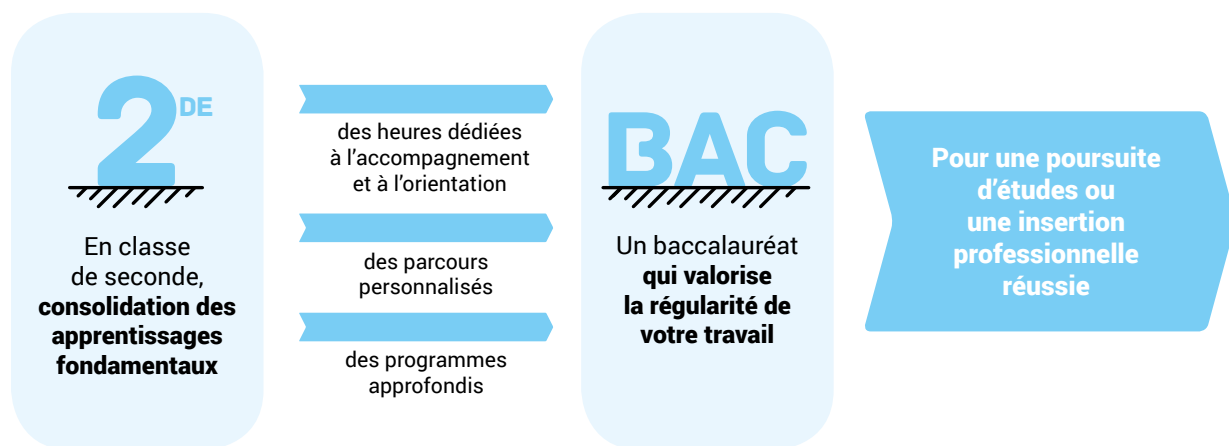 2DE
En classe
de seconde,
consolidation des
apprentissages
fondamentaux
des heures dédiées
à l’accompagnement
et à l’orientation
des parcours
personnalisés
des programmes
approfondis
BAC
Un baccalauréat
qui valorise
la régularité de
votre travail
Pour une poursuite
d’études ou
une insertion
professionnelle
réussie